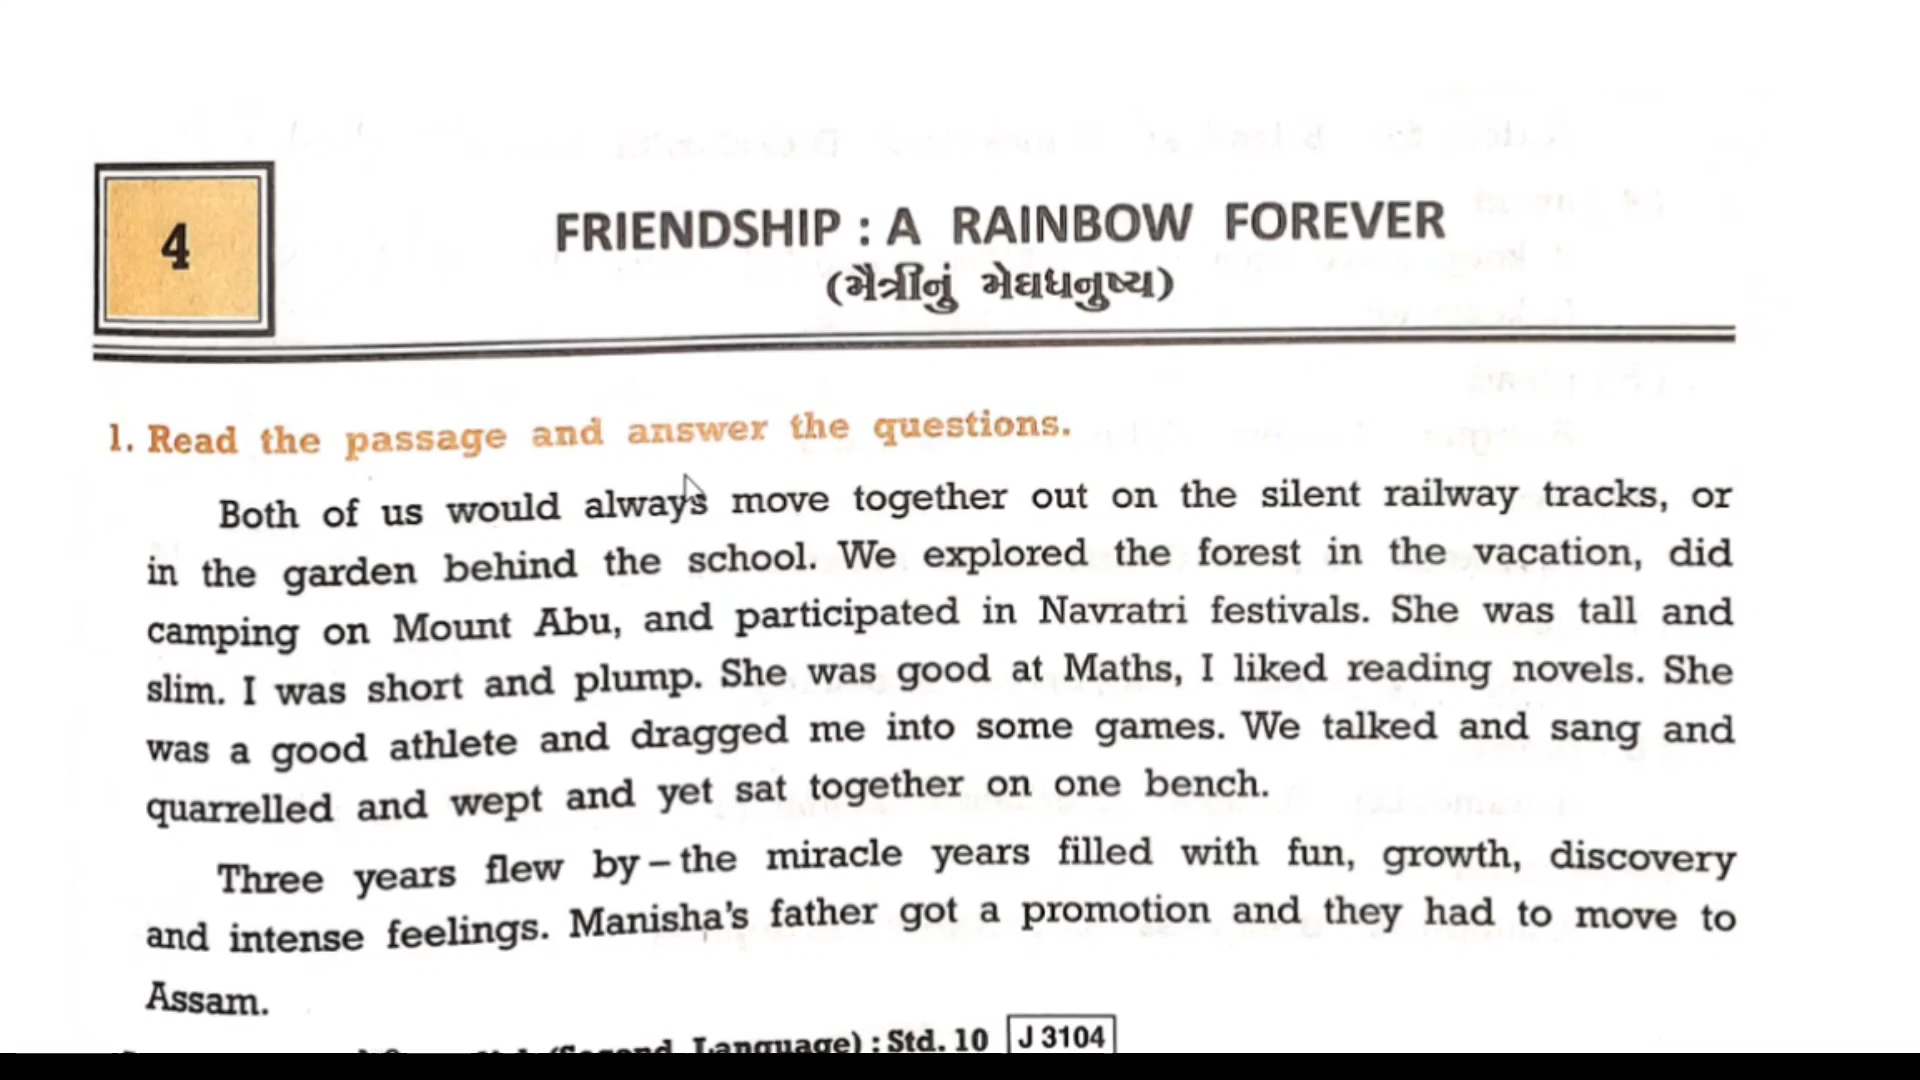 4
FRIENDSHIP : A RAINBOW FOREVER
(મૈત્રીનું મેઘધનુષ્ય)
1. Read the passage and answer the questions.
Both of us would always move together out on the silent railway tracks, or
in the garden behind the school. We explored the forest in the vacation, did
camping on Mount Abu, and participated in Navratri festivals. She was tall and
slim. I was short and plump. She was good at Maths, I liked reading novels. She
was a good athlete and dragged me into some games. We talked and sang and
quarrelled and wept and yet sat together on one bench.
Three years flew by – the miracle years filled with fun, growth, discovery
and intense feelings. Manisha's father got a promotion and they had to move to
Assam.
(Second Language) : Std. 10 J 3104